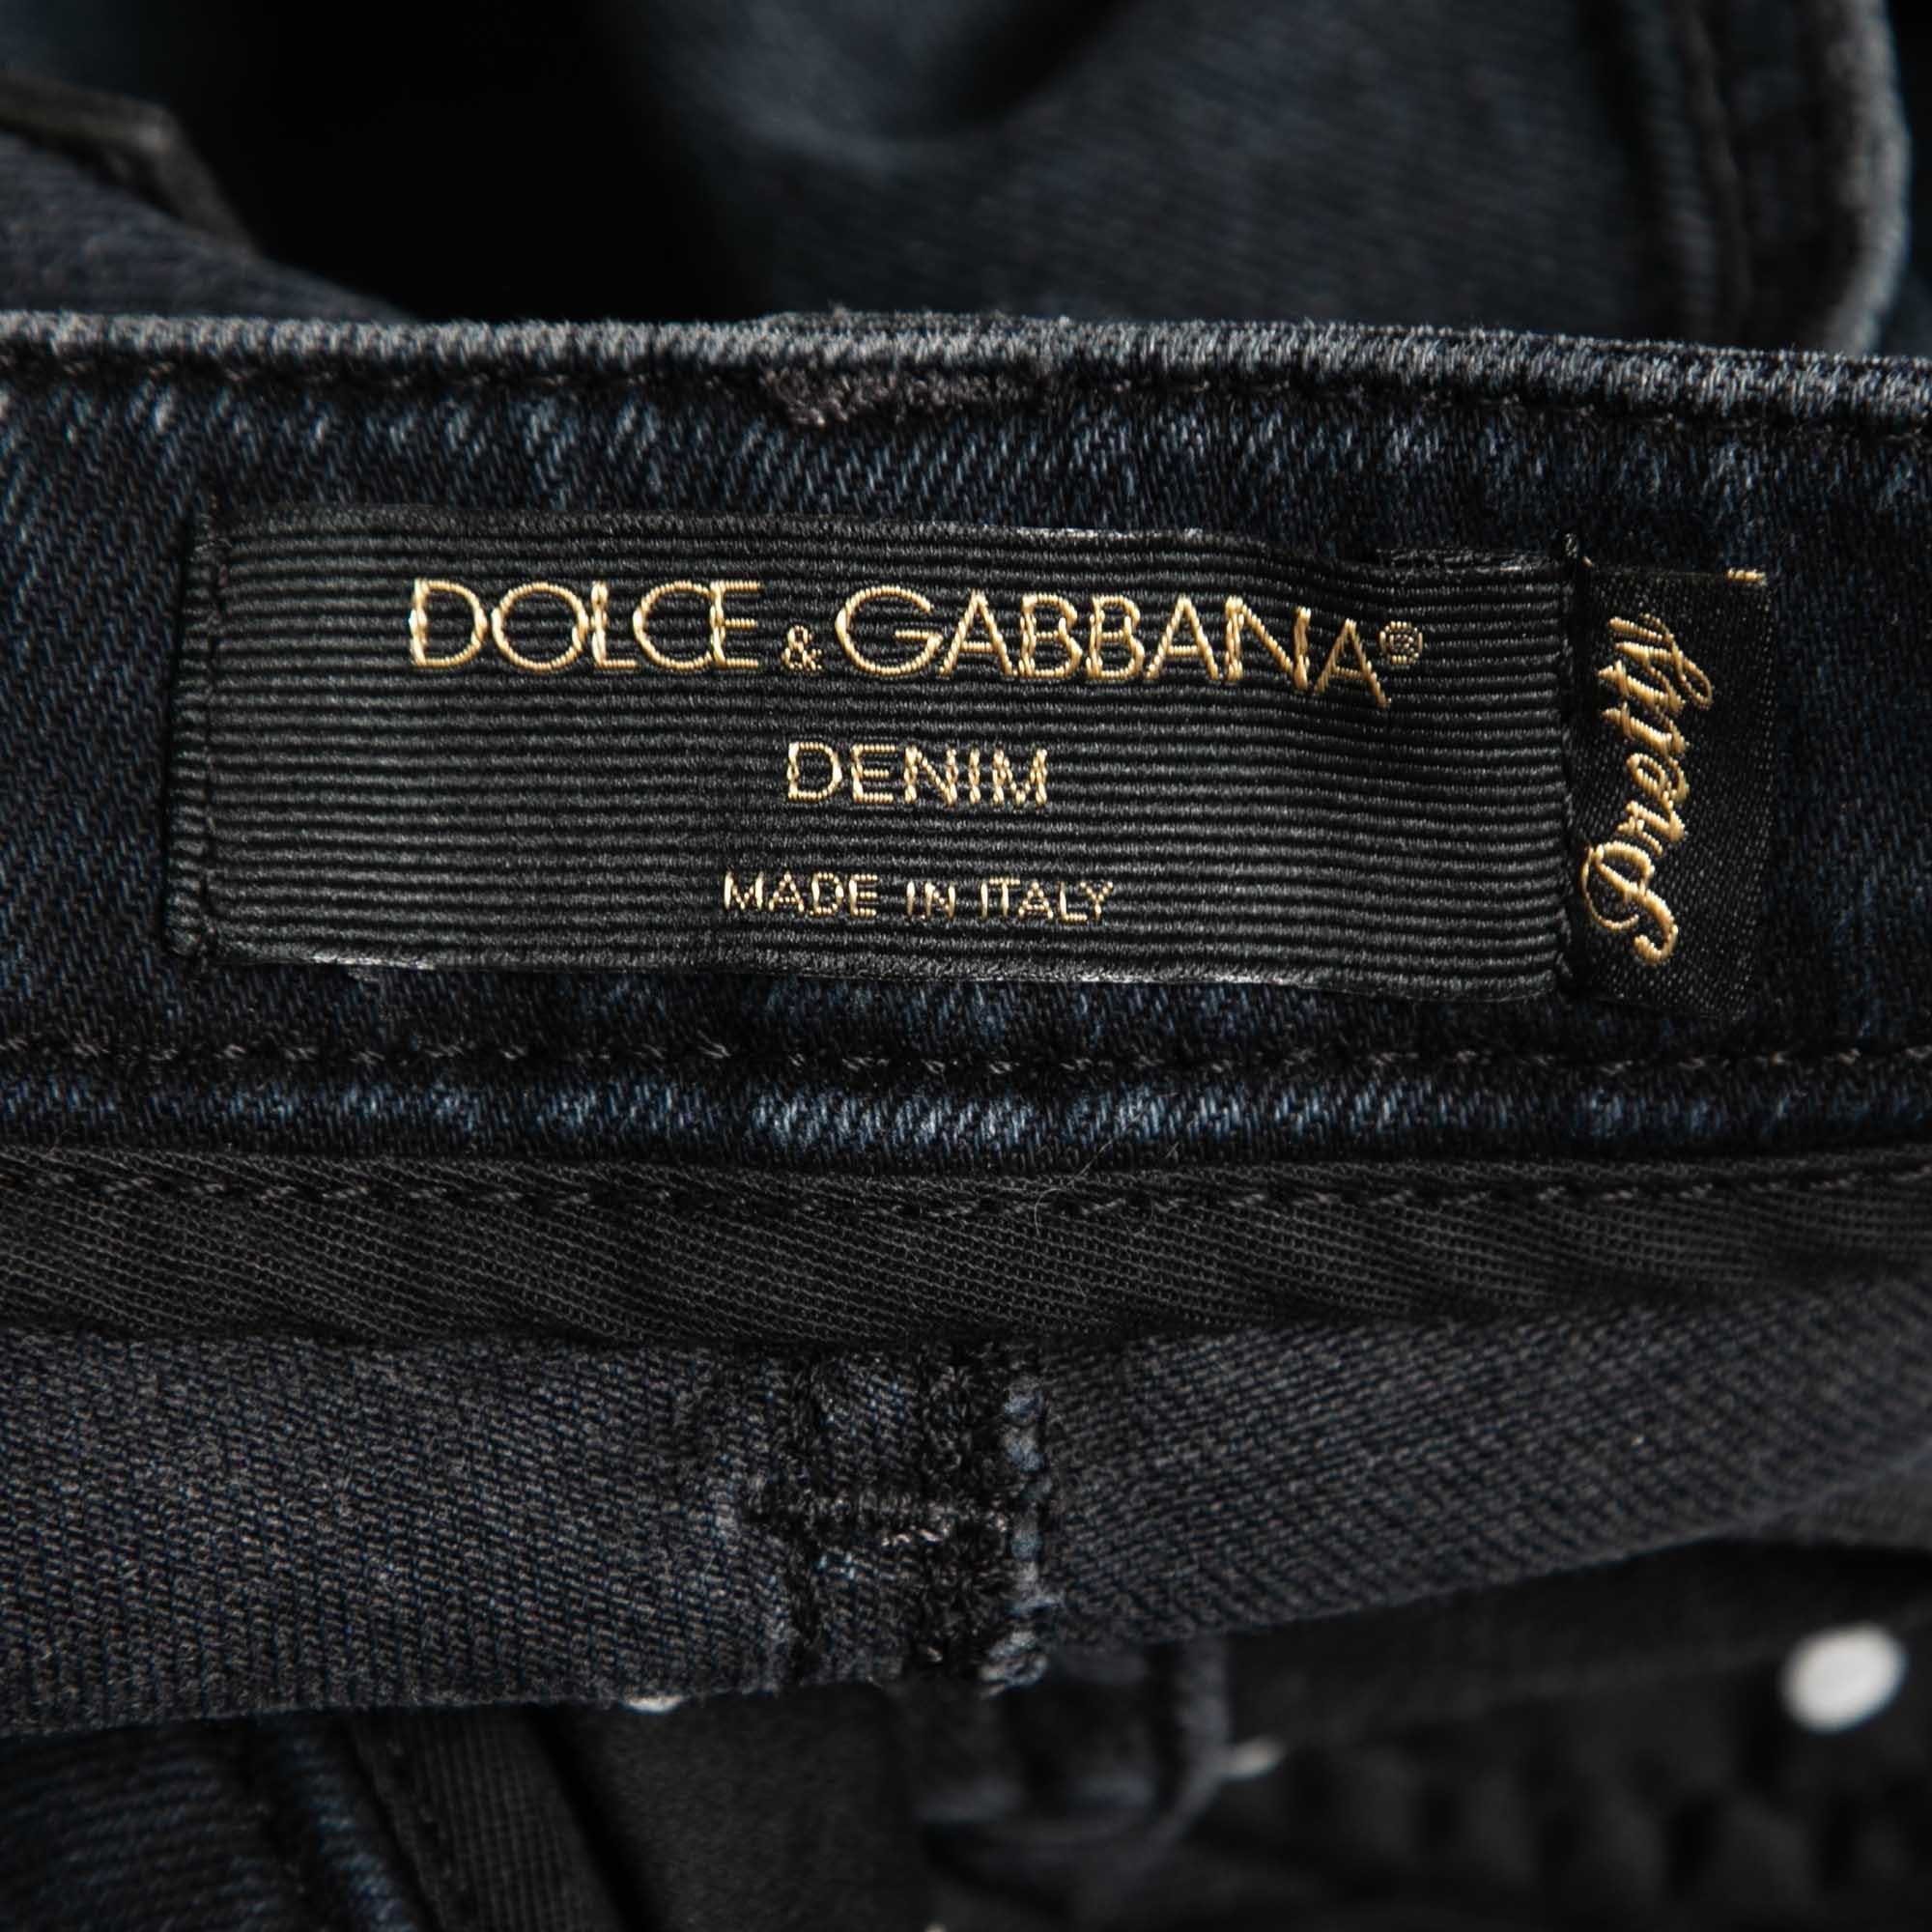 DOLCE & GABBANA®
DENIM
MADE IN ITALY
Pretty